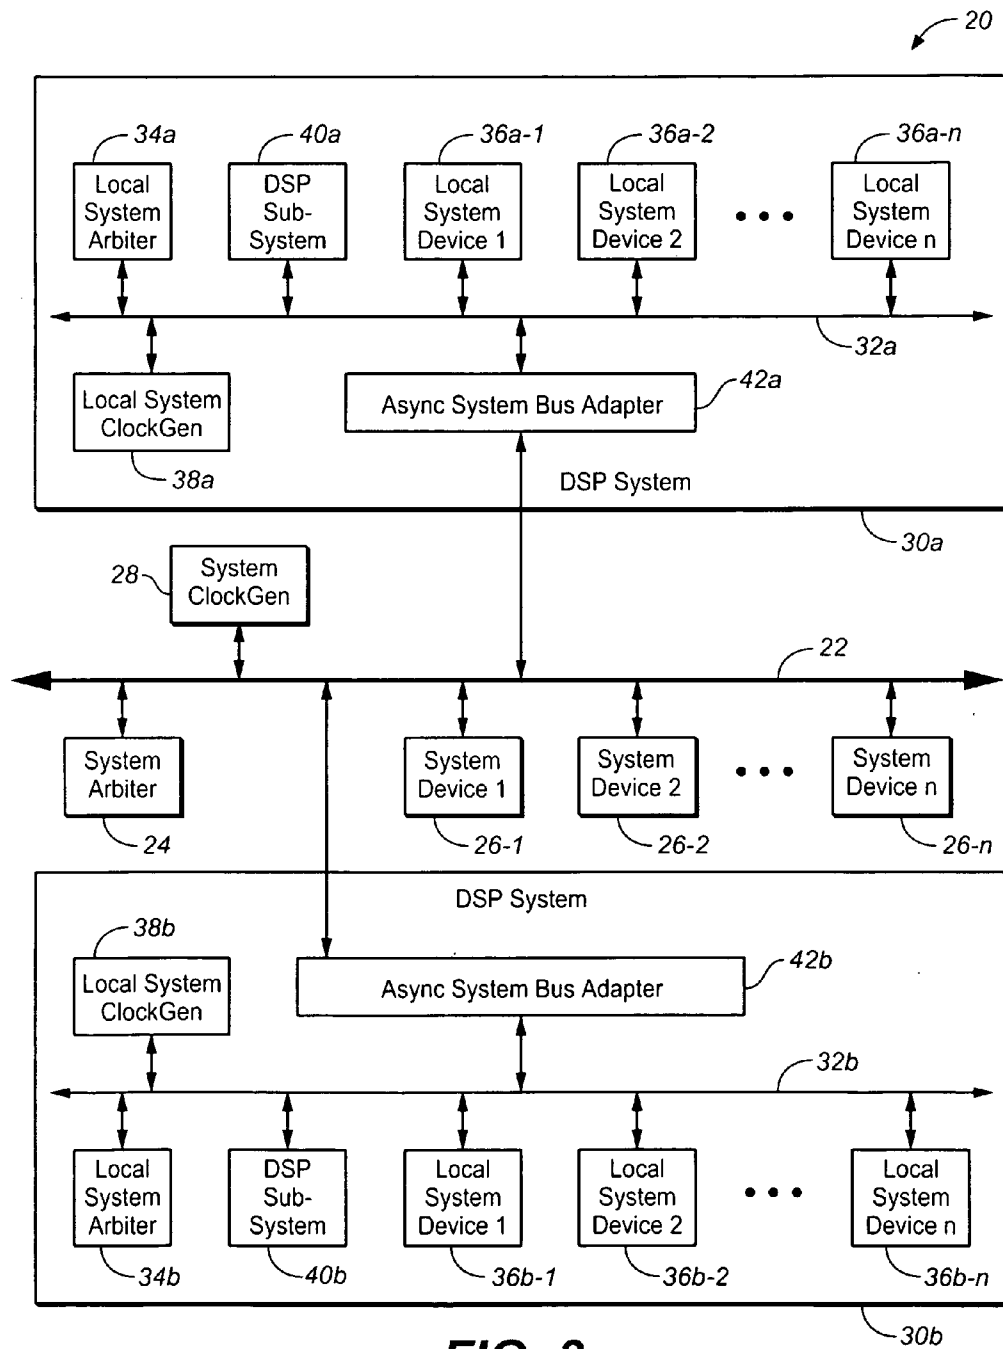 20
34a
40a
36a-1
36a-2
36a-n
Local
System
Arbiter
DSP
Sub-
System
Local
System
Device 1
Local
System
Device 2
• • •
Local
System
Device n
32a
Local System
ClockGen
38a
Async System Bus Adapter
42a
DSP System
30a
28
System
ClockGen
22
System
Arbiter
24
System
Device 1
26-1
System
Device 2
26-2
• • •
System
Device n
26-n
DSP System
38b
Local System
ClockGen
Async System Bus Adapter
42b
32b
Local
System
Arbiter
34b
DSP
Sub-
System
40b
Local
System
Device 1
36b-1
Local
System
Device 2
36b-2
• • •
Local
System
Device n
36b-n
30b